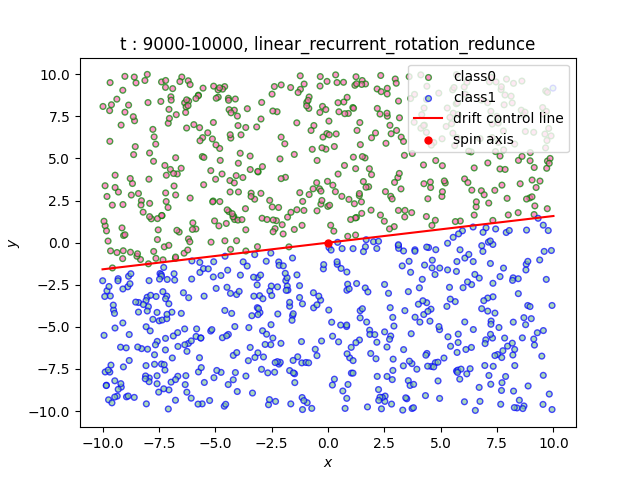 t : 9000-10000, linear_recurrent_rotation_redunce
10.0
7.5
5.0
2.5
0.0
−2.5
−5.0
−7.5
−10.0
y
class0
class1
drift control line
spin axis
−10.0 −7.5 −5.0 −2.5 0.0 2.5 5.0 7.5 10.0
x